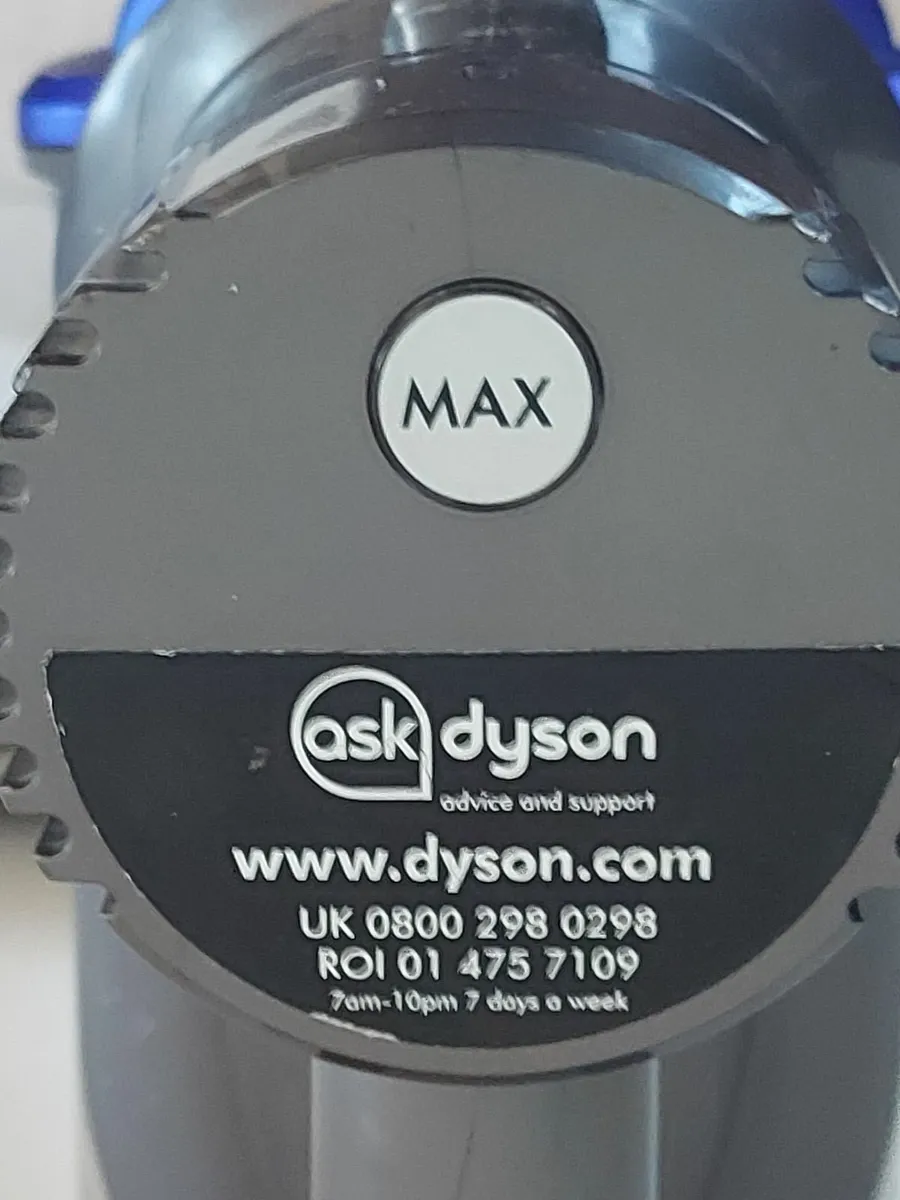 MAX
ask dyson
advice and support
www.dyson.com
UK 0800 298 0298
ROI 01 475 7109
7am-10pm 7 days a week